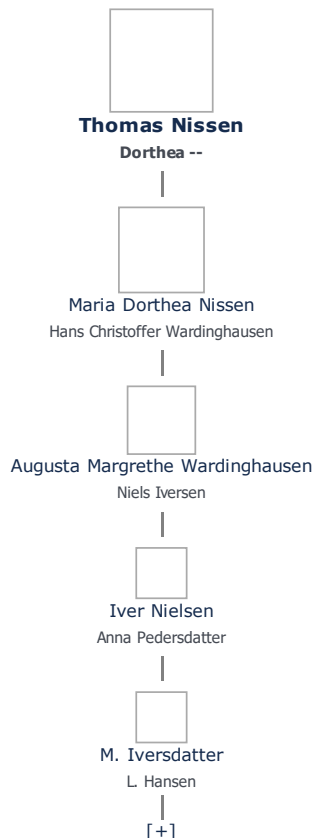 Thomas Nissen
Dorthea --
Maria Dorthea Nissen
Hans Christoffer Wardinghausen
Augusta Margrethe Wardinghausen
Niels Iversen
Iver Nielsen
Anna Pedersdatter
M. Iversdatter
L. Hansen
[+]